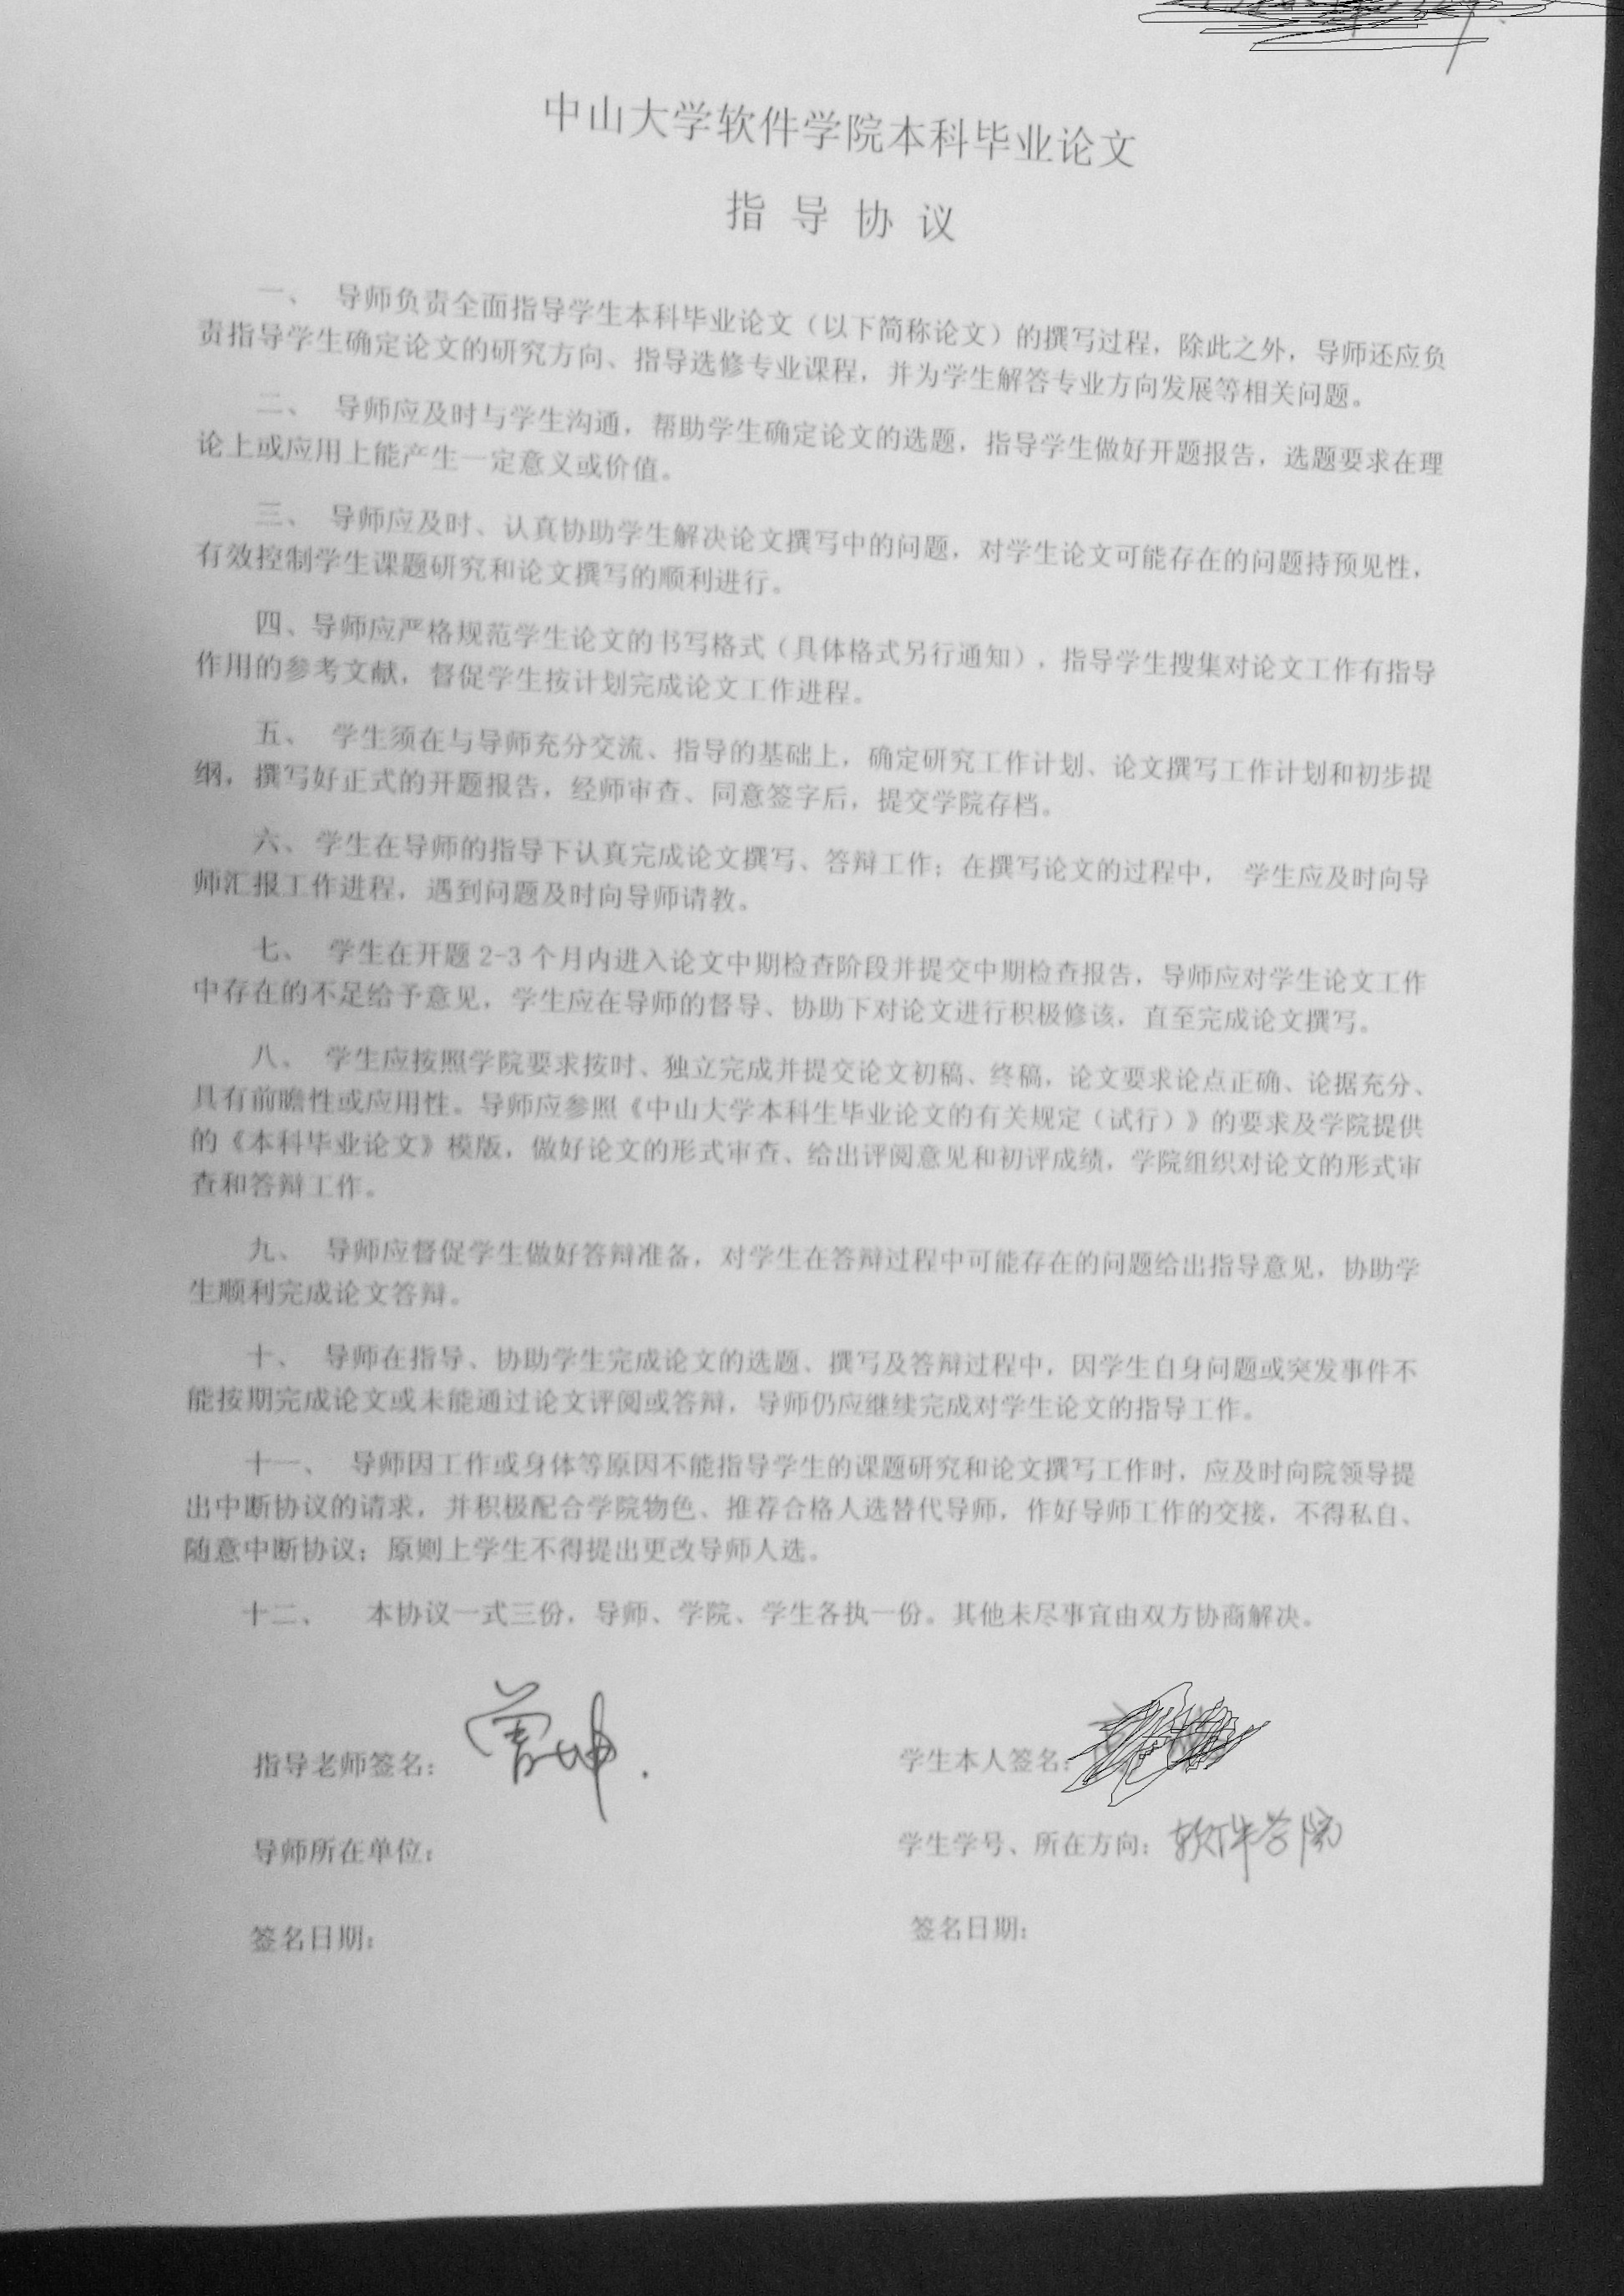 中山大学软件学院本科毕业论文
指 导 协 议
一、 导师负责全面指导学生本科毕业论文（以下简称论文）的撰写过程，除此之外，导师还应负
责指导学生确定论文的研究方向、指导选修专业课程，并为学生解答专业方向发展等相关问题。
二、 导师应及时与学生沟通，帮助学生确定论文的选题，指导学生做好开题报告，选题要求在理
论上或应用上能产生一定意义或价值。
三、 导师应及时、认真协助学生解决论文撰写中的问题，对学生论文可能存在的问题持预见性，
有效控制学生课题研究和论文撰写的顺利进行。
四、导师应严格规范学生论文的书写格式（具体格式另行通知），指导学生搜集对论文工作有指导
作用的参考文献，督促学生按计划完成论文工作进程。
五、 学生须在与导师充分交流、指导的基础上，确定研究工作计划、论文撰写工作计划和初步提
纲，撰写好正式的开题报告，经师审查、同意签字后，提交学院存档。
六、学生在导师的指导下认真完成论文撰写、答辩工作；在撰写论文的过程中， 学生应及时向导
师汇报工作进程，遇到问题及时向导师请教。
七、 学生在开题 2-3 个月内进入论文中期检查阶段并提交中期检查报告，导师应对学生论文工作
中存在的不足给予意见，学生应在导师的督导、协助下对论文进行积极修该，直至完成论文撰写。
八、 学生应按照学院要求按时、独立完成并提交论文初稿、终稿，论文要求论点正确、论据充分、
具有前瞻性或应用性。导师应参照《中山大学本科生毕业论文的有关规定（试行）》的要求及学院提供
的《本科毕业论文》模版，做好论文的形式审查、给出评阅意见和初评成绩，学院组织对论文的形式审
查和答辩工作。
九、 导师应督促学生做好答辩准备，对学生在答辩过程中可能存在的问题给出指导意见，协助学
生顺利完成论文答辩。
十、 导师在指导、协助学生完成论文的选题、撰写及答辩过程中，因学生自身问题或突发事件不
能按期完成论文或未能通过论文评阅或答辩，导师仍应继续完成对学生论文的指导工作。
十一、 导师因工作或身体等原因不能指导学生的课题研究和论文撰写工作时，应及时向院领导提
出中断协议的请求，并积极配合学院物色、推荐合格人选替代导师，作好导师工作的交接，不得私自、
随意中断协议；原则上学生不得提出更改导师人选。
十二、 本协议一式三份，导师、学院、学生各执一份。其他未尽事宜由双方协商解决。
指导老师签名：
学生本人签名：
导师所在单位：
学生学号、所在方向：软件学院
签名日期：
签名日期：